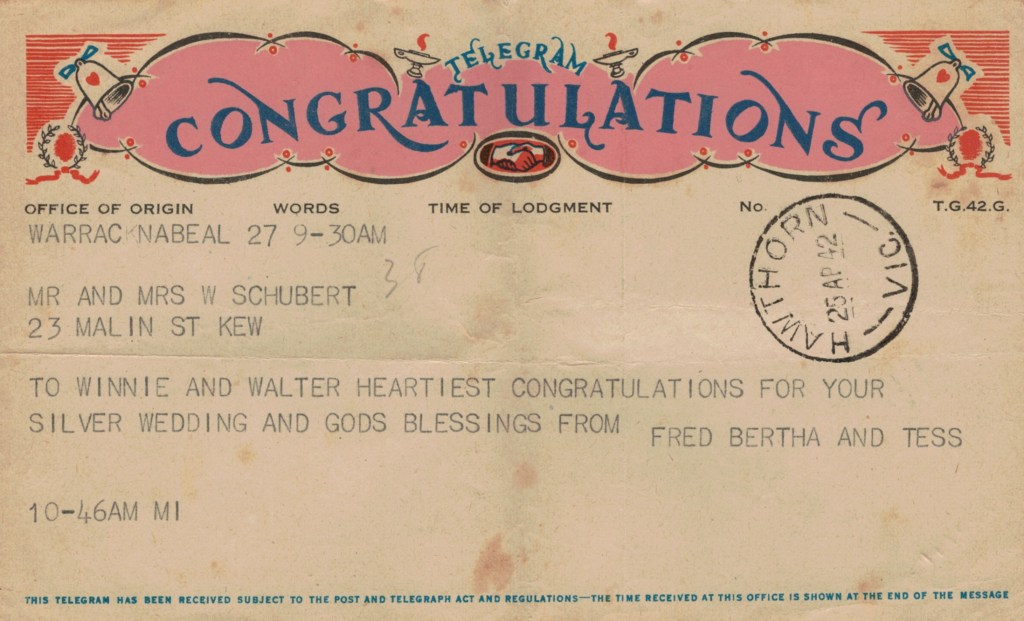 TELEGRAM
CONGRATULATIONS
OFFICE OF ORIGIN WORDS TIME OF LODGMENT No. T.G.42.G.
WARRACKNABEAL 27 9-30AM
38
MR AND MRS W SCHUBERT
23 MALIN ST KEW
HAWTHORN VIC.
25 AP 42
TO WINNIE AND WALTER HEARTIEST CONGRATULATIONS FOR YOUR
SILVER WEDDING AND GODS BLESSINGS FROM FRED BERTHA AND TESS
10-46AM MI
THIS TELEGRAM HAS BEEN RECEIVED SUBJECT TO THE POST AND TELEGRAPH ACT AND REGULATIONS—THE TIME RECEIVED AT THIS OFFICE IS SHOWN AT THE END OF THE MESSAGE